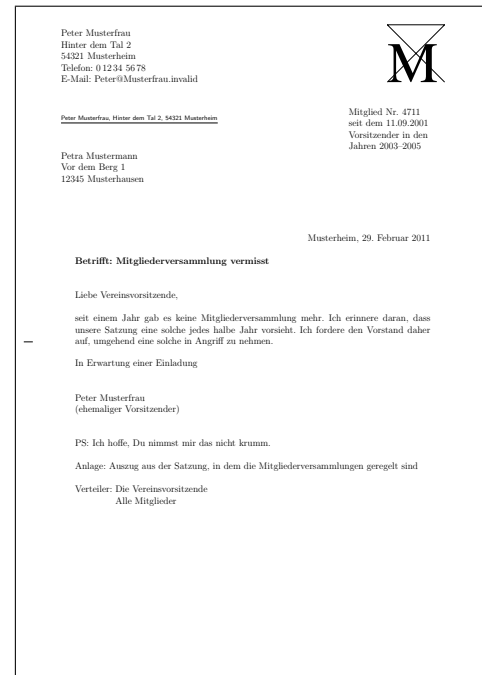 Peter Musterfrau
Hinter dem Tal 2
54321 Musterheim
Telefon: 0 12 34 56 78
E-Mail: Peter@Musterfrau.invalid
M
Peter Musterfrau, Hinter dem Tal 2, 54321 Musterheim
Mitglied Nr. 4711
seit dem 11.09.2001
Vorsitzender in den
Jahren 2003–2005
Petra Mustermann
Vor dem Berg 1
12345 Musterhausen
Musterheim, 29. Februar 2011
Betrifft: Mitgliederversammlung vermisst
Liebe Vereinsvorsitzende,
seit einem Jahr gab es keine Mitgliederversammlung mehr. Ich erinnere daran, dass
unsere Satzung eine solche jedes halbe Jahr vorsieht. Ich fordere den Vorstand daher
auf, umgehend eine solche in Angriff zu nehmen.
In Erwartung einer Einladung
Peter Musterfrau
(ehemaliger Vorsitzender)
PS: Ich hoffe, Du nimmst mir das nicht krumm.
Anlage: Auszug aus der Satzung, in dem die Mitgliederversammlungen geregelt sind
Verteiler: Die Vereinsvorsitzende
Alle Mitglieder